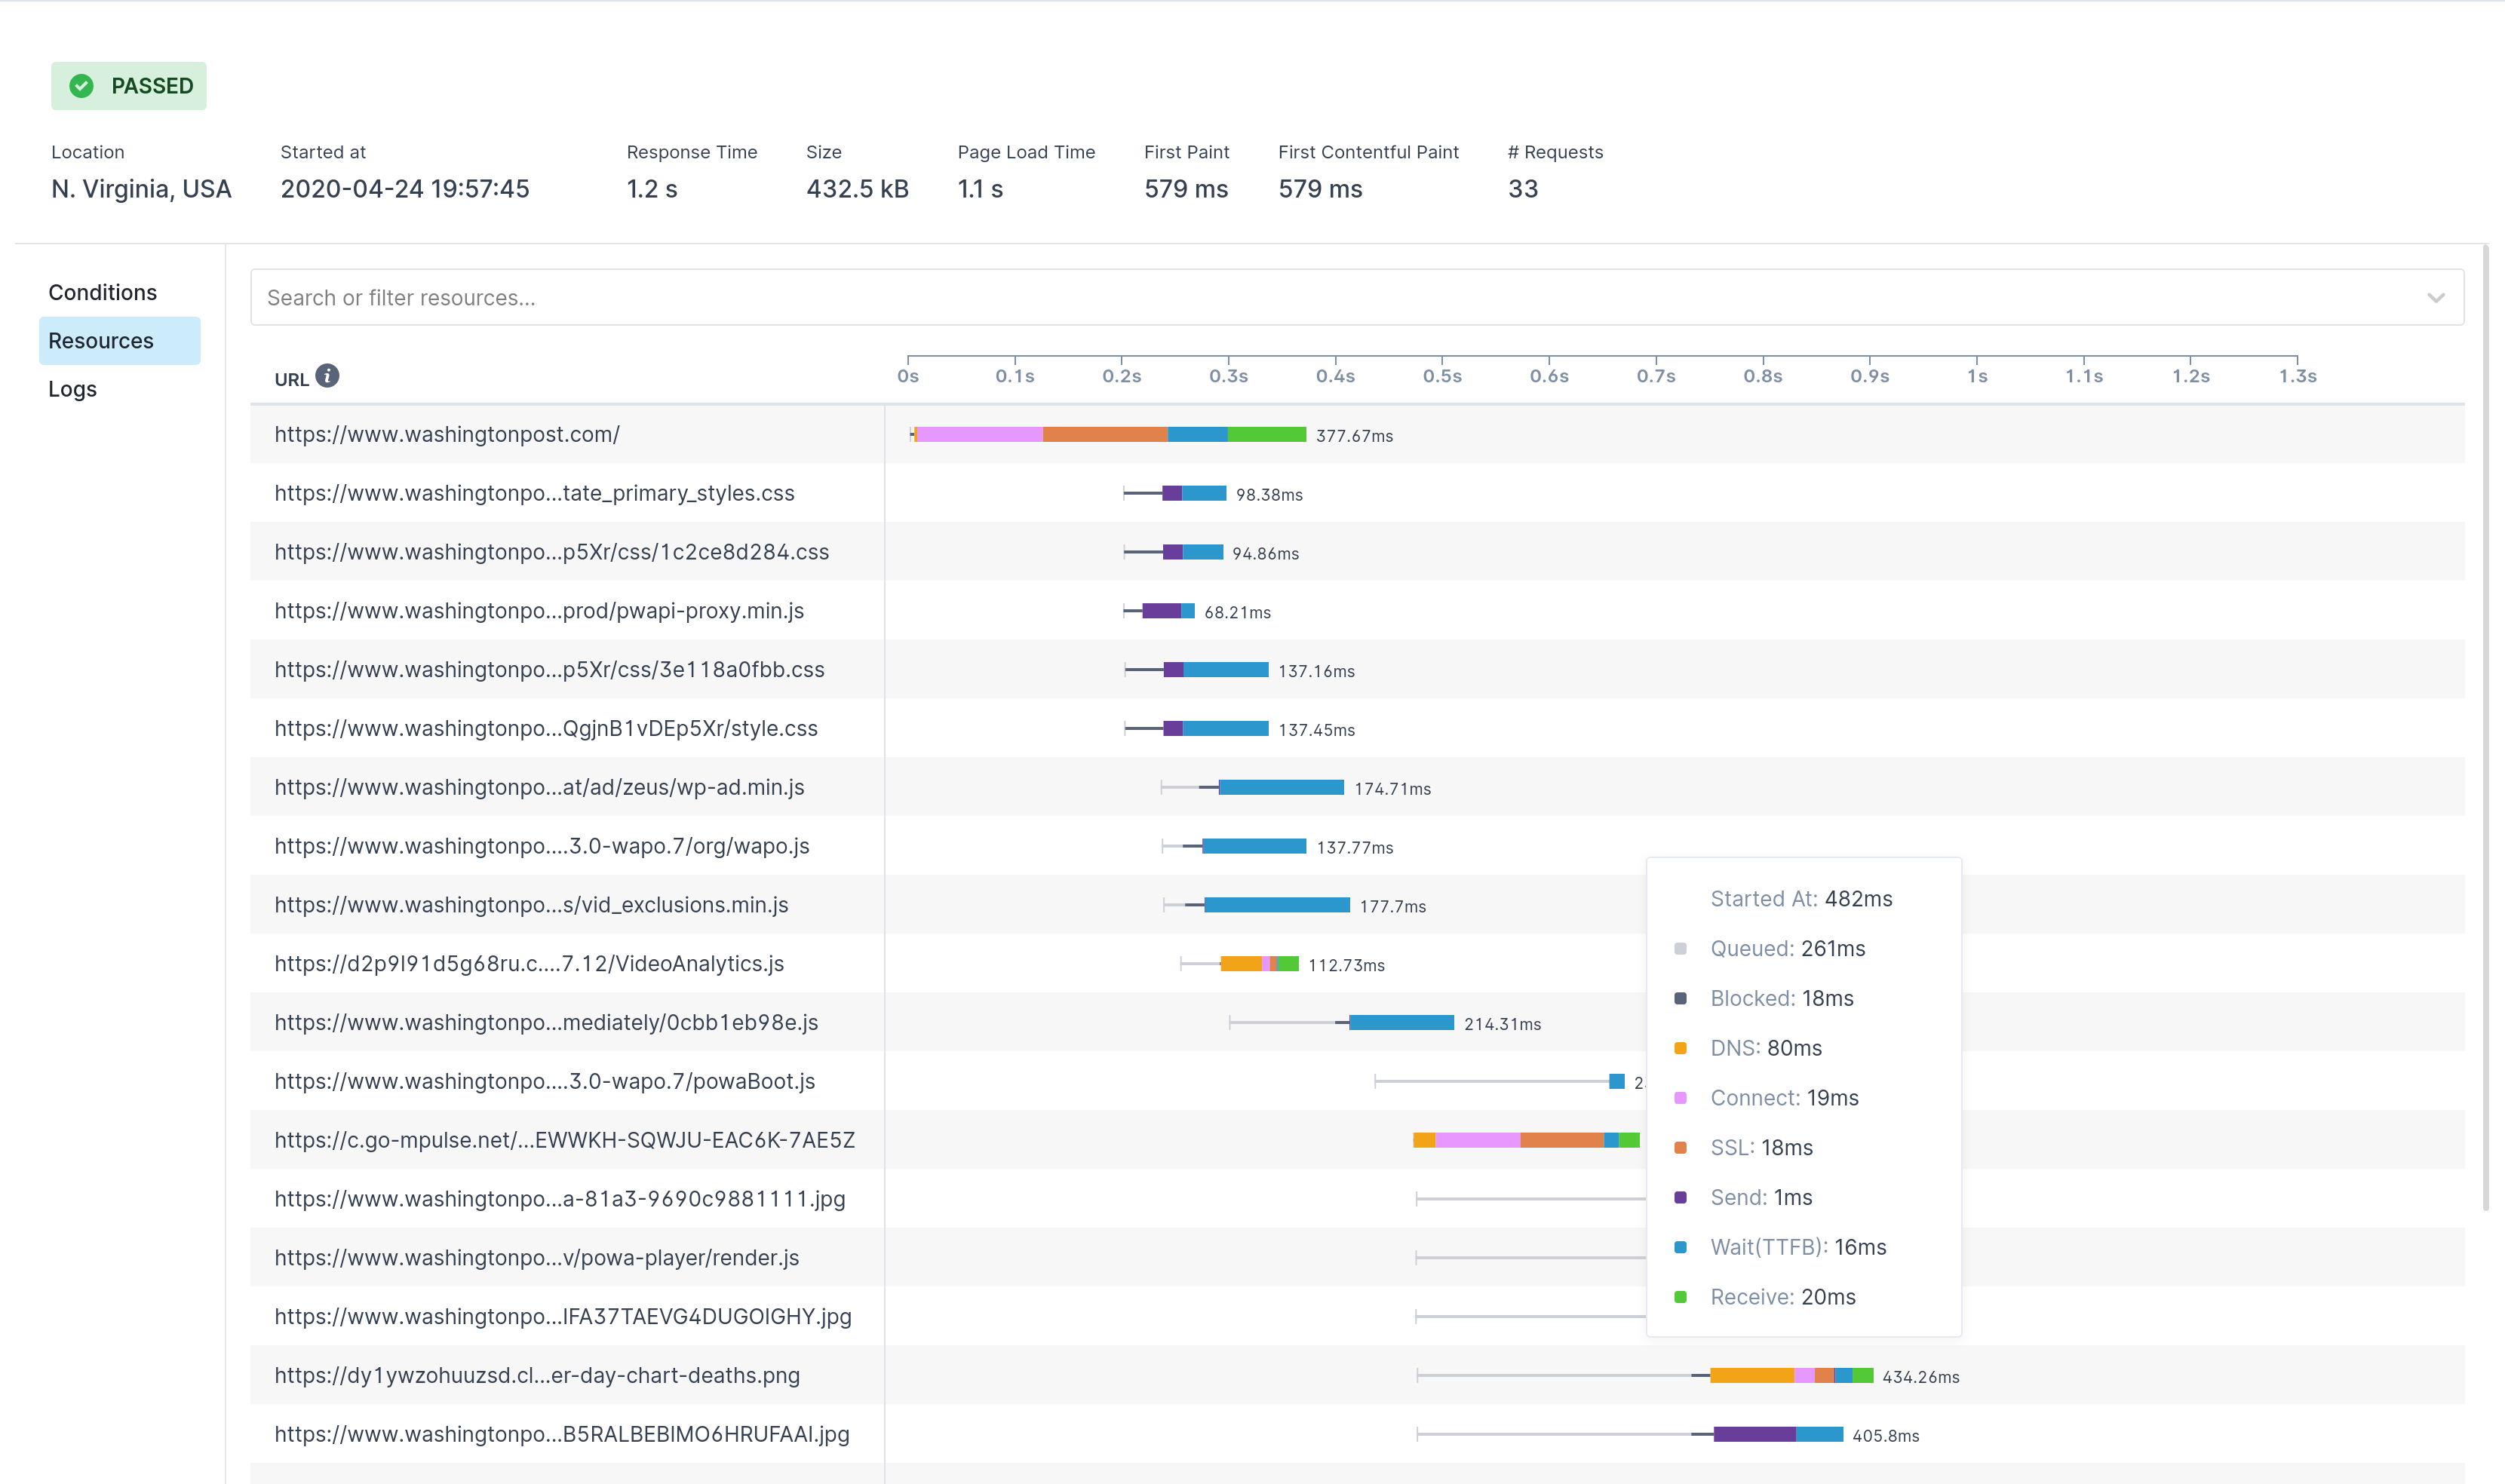 PASSED
Location Started at Response Time Size Page Load Time First Paint First Contentful Paint # Requests
N. Virginia, USA 2020-04-24 19:57:45 1.2 s 432.5 kB 1.1 s 579 ms 579 ms 33
Conditions
Resources
Logs
Search or filter resources...
URL 0s 0.1s 0.2s 0.3s 0.4s 0.5s 0.6s 0.7s 0.8s 0.9s 1s 1.1s 1.2s 1.3s
https://www.washingtonpost.com/ 377.67ms
https://www.washingtonpo...tate_primary_styles.css 98.38ms
https://www.washingtonpo...p5Xr/css/1c2ce8d284.css 94.86ms
https://www.washingtonpo...prod/pwapi-proxy.min.js 68.21ms
https://www.washingtonpo...p5Xr/css/3e118a0fbb.css 137.16ms
https://www.washingtonpo...QgjnB1vDEp5Xr/style.css 137.45ms
https://www.washingtonpo...at/ad/zeus/wp-ad.min.js 174.71ms
https://www.washingtonpo....3.0-wapo.7/org/wapo.js 137.77ms
https://www.washingtonpo...s/vid_exclusions.min.js 177.7ms
https://d2p9l91d5g68ru.c....7.12/VideoAnalytics.js 112.73ms
https://www.washingtonpo...mediately/0cbb1eb98e.js 214.31ms
https://www.washingtonpo....3.0-wapo.7/powaBoot.js
https://c.go-mpulse.net/...EWWKH-SQWJU-EAC6K-7AE5Z
https://www.washingtonpo...a-81a3-9690c9881111.jpg
https://www.washingtonpo...v/powa-player/render.js
https://www.washingtonpo...IFA37TAEVG4DUGOIGHY.jpg
https://dy1ywzohuuzsd.cl...er-day-chart-deaths.png 434.26ms
https://www.washingtonpo...B5RALBEBIMO6HRUFAAI.jpg 405.8ms
Started At: 482ms
Queued: 261ms
Blocked: 18ms
DNS: 80ms
Connect: 19ms
SSL: 18ms
Send: 1ms
Wait(TTFB): 16ms
Receive: 20ms